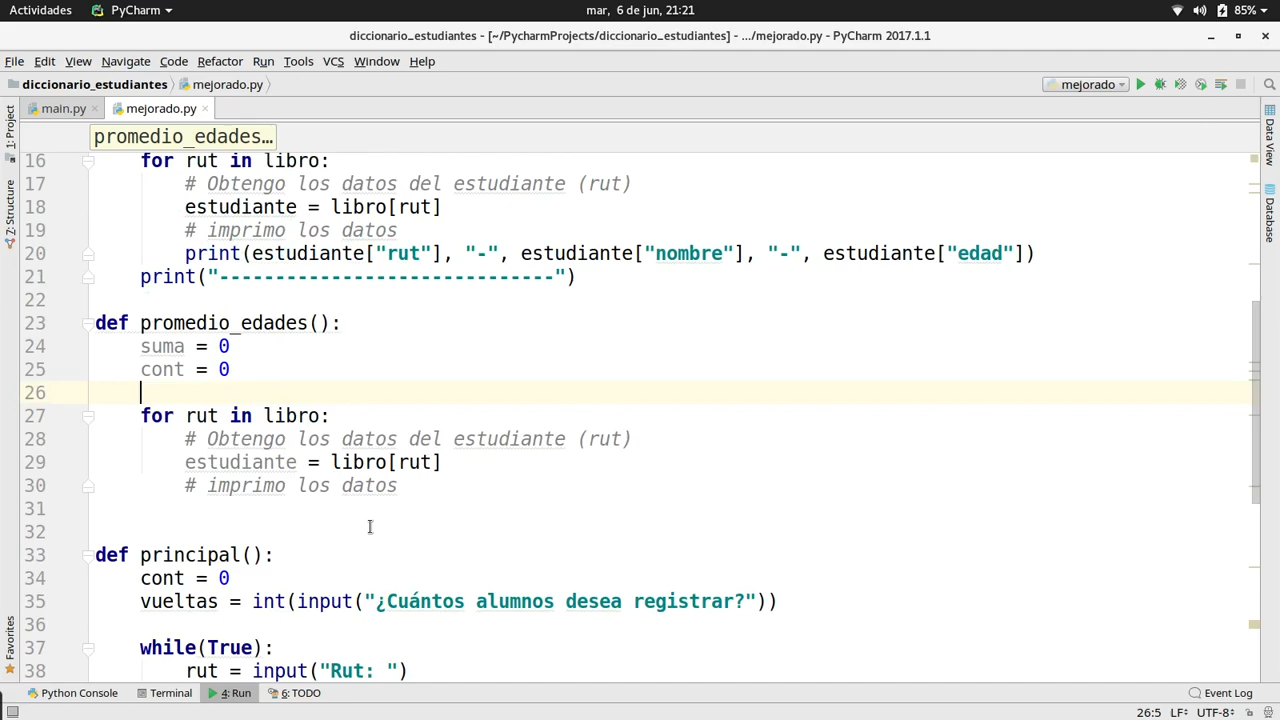 Actividades PyCharm mar, 6 de jun, 21:21 85%
diccionario_estudiantes - [~/PycharmProjects/diccionario_estudiantes] - .../mejorado.py - PyCharm 2017.1.1
File Edit View Navigate Code Refactor Run Tools VCS Window Help
diccionario_estudiantes mejorado.py mejorado
main.py mejorado.py
promedio_edades…
16 for rut in libro:
17 # Obtengo los datos del estudiante (rut)
18 estudiante = libro[rut]
19 # imprimo los datos
20 print(estudiante["rut"], "-", estudiante["nombre"], "-", estudiante["edad"])
21 print("------------------------------")
22
23 def promedio_edades():
24 suma = 0
25 cont = 0
26
27 for rut in libro:
28 # Obtengo los datos del estudiante (rut)
29 estudiante = libro[rut]
30 # imprimo los datos
31
32
33 def principal():
34 cont = 0
35 vueltas = int(input("¿Cuántos alumnos desea registrar?"))
36
37 while(True):
38 rut = input("Rut: ")
1: Project
7: Structure
Favorites
Data View
Database
Python Console Terminal 4: Run 6: TODO Event Log
26:5 LF÷ UTF-8÷